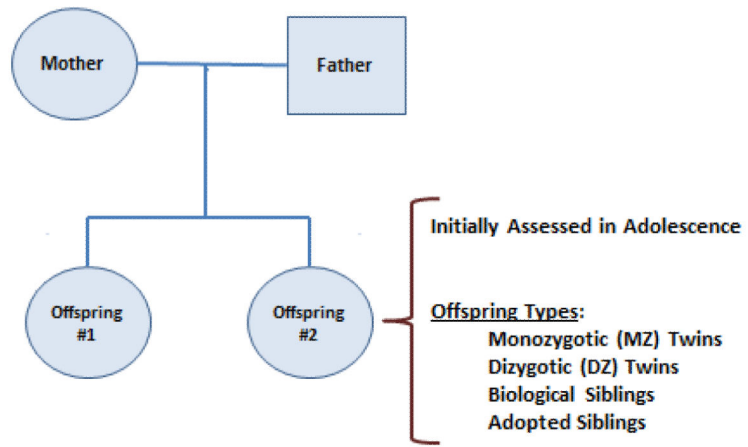 Mother
Father
Initially Assessed in Adolescence
Offspring
#1
Offspring
#2
Offspring Types:
Monozygotic (MZ) Twins
Dizygotic (DZ) Twins
Biological Siblings
Adopted Siblings